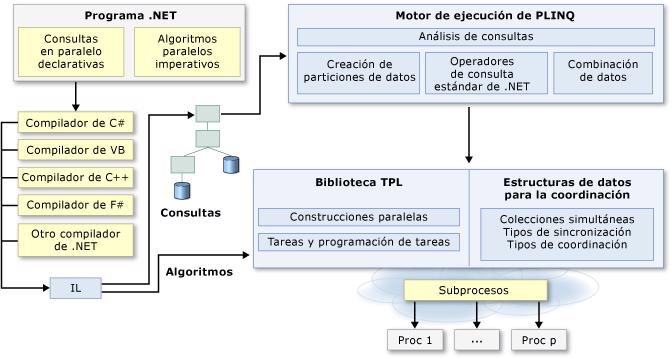 Programa .NET
Consultas
en paralelo
declarativas
Algoritmos
paralelos
imperativos
Compilador de C#
Compilador de VB
Compilador de C++
Compilador de F#
Otro compilador
de .NET
IL
Consultas
Algoritmos
Motor de ejecución de PLINQ
Análisis de consultas
Creación de
particiones de datos
Operadores
de consulta
estándar de .NET
Combinación
de datos
Biblioteca TPL
Construcciones paralelas
Tareas y programación de tareas
Estructuras de datos
para la coordinación
Colecciones simultáneas
Tipos de sincronización
Tipos de coordinación
Subprocesos
Proc 1
...
Proc p